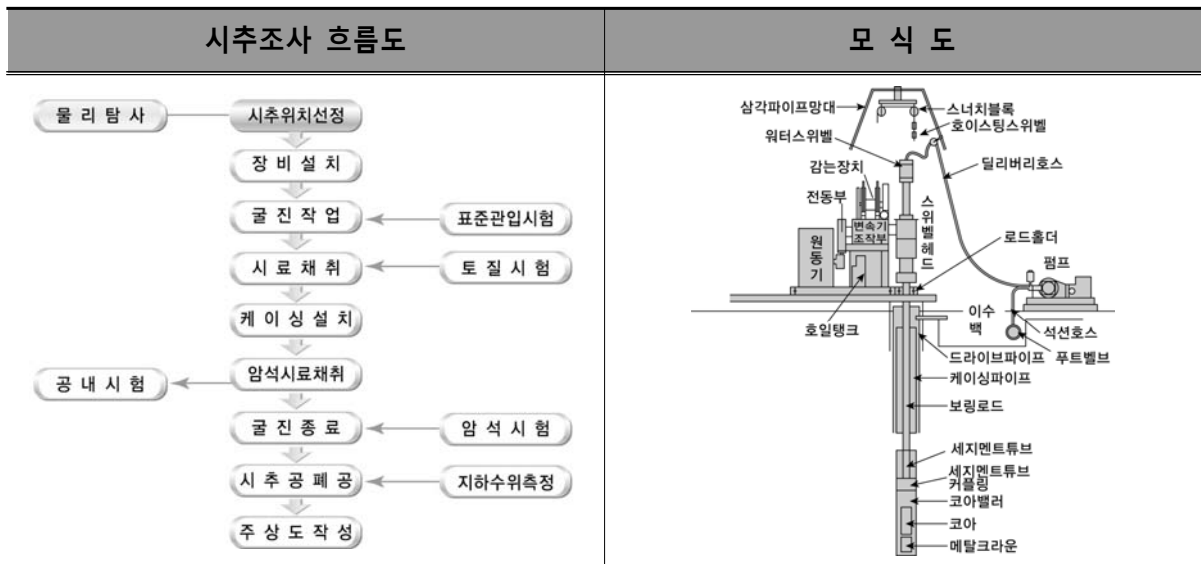 시추조사 흐름도
모 식 도
물 리 탐 사
시추위치선정
장 비 설 치
굴 진 작 업
표준관입시험
시 료 채 취
토 질 시 험
케 이 싱 설 치
암석시료채취
공 내 시 험
굴 진 종 료
암 석 시 험
시 추 공 폐 공
지하수위측정
주 상 도 작 성
삼각파이프망대
스너치블록
호이스팅스위벨
워터스위벨
감는장치
딜리버리호스
전동부
스위벨헤드
변속기
조작부
원동기
로드홀더
펌프
호일탱크
이수
백
석션호스
드라이브파이프
푸트벨브
케이싱파이프
보링로드
세지멘트튜브
세지멘트튜브
커플링
코아밸러
코아
메탈크라운